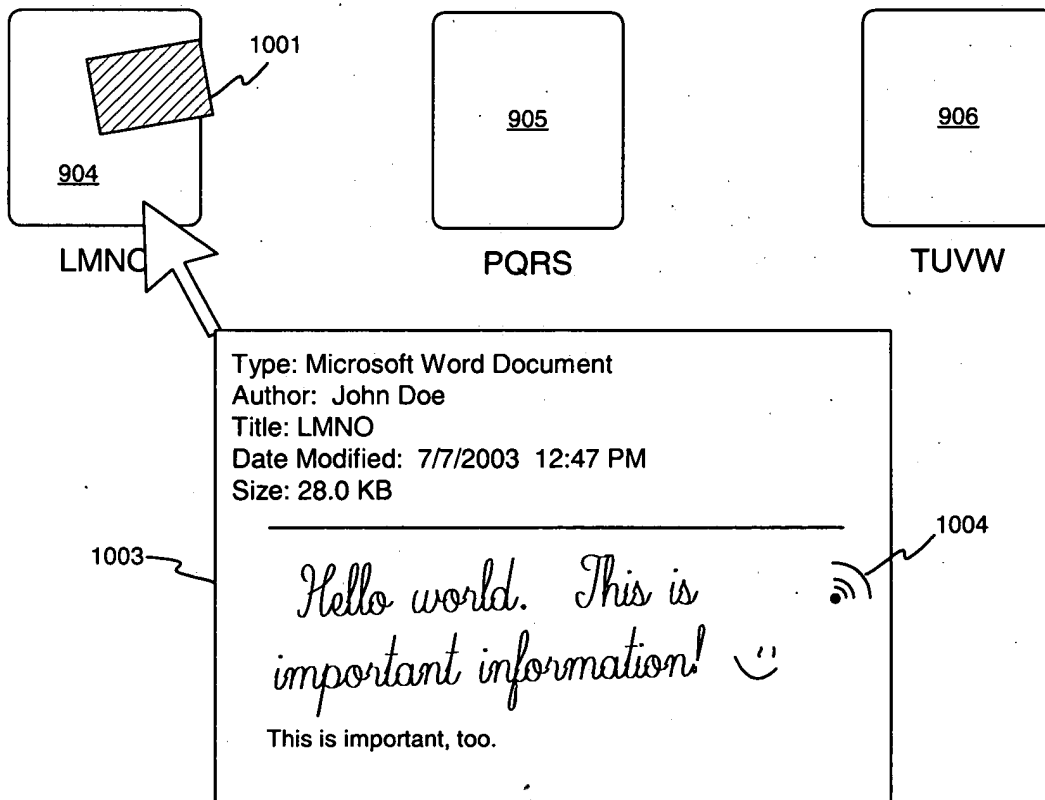 1001
904
905
906
LMNO
PQRS
TUVW
Type: Microsoft Word Document
Author: John Doe
Title: LMNO
Date Modified: 7/7/2003 12:47 PM
Size: 28.0 KB
1004
1003
Hello world. This is
important information!
This is important, too.